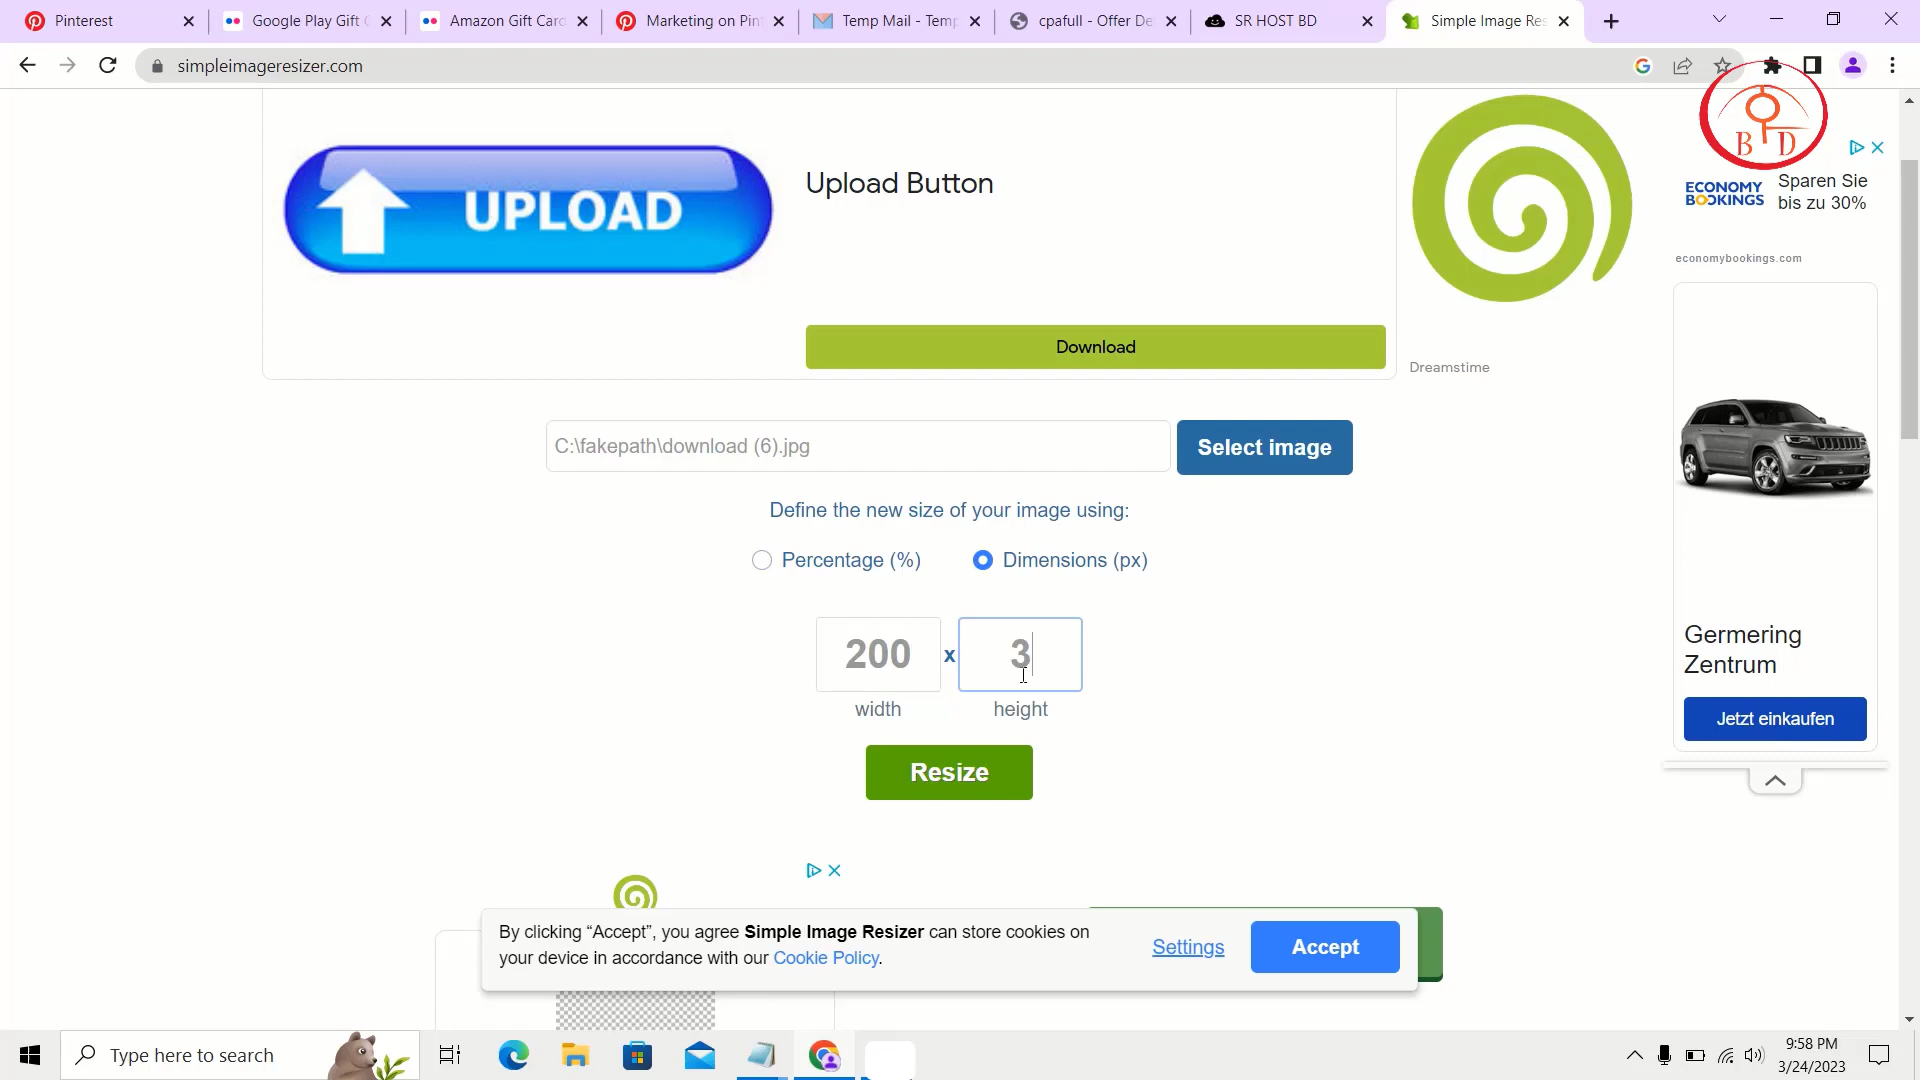 Pinterest
Google Play Gift C
Amazon Gift Card
Marketing on Pint
Temp Mail - Temp
cpafull - Offer De
SR HOST BD
Simple Image Res
simpleimageresizer.com
B D
UPLOAD
Upload Button
Download
Dreamstime
ECONOMY
BOOKINGS
Sparen Sie
bis zu 30%
economybookings.com
C:\fakepath\download (6).jpg
Select image
Define the new size of your image using:
Percentage (%)
Dimensions (px)
200
x
3
width
height
Resize
Germering
Zentrum
Jetzt einkaufen
By clicking “Accept”, you agree Simple Image Resizer can store cookies on
your device in accordance with our Cookie Policy.
Settings
Accept
Type here to search
9:58 PM
3/24/2023